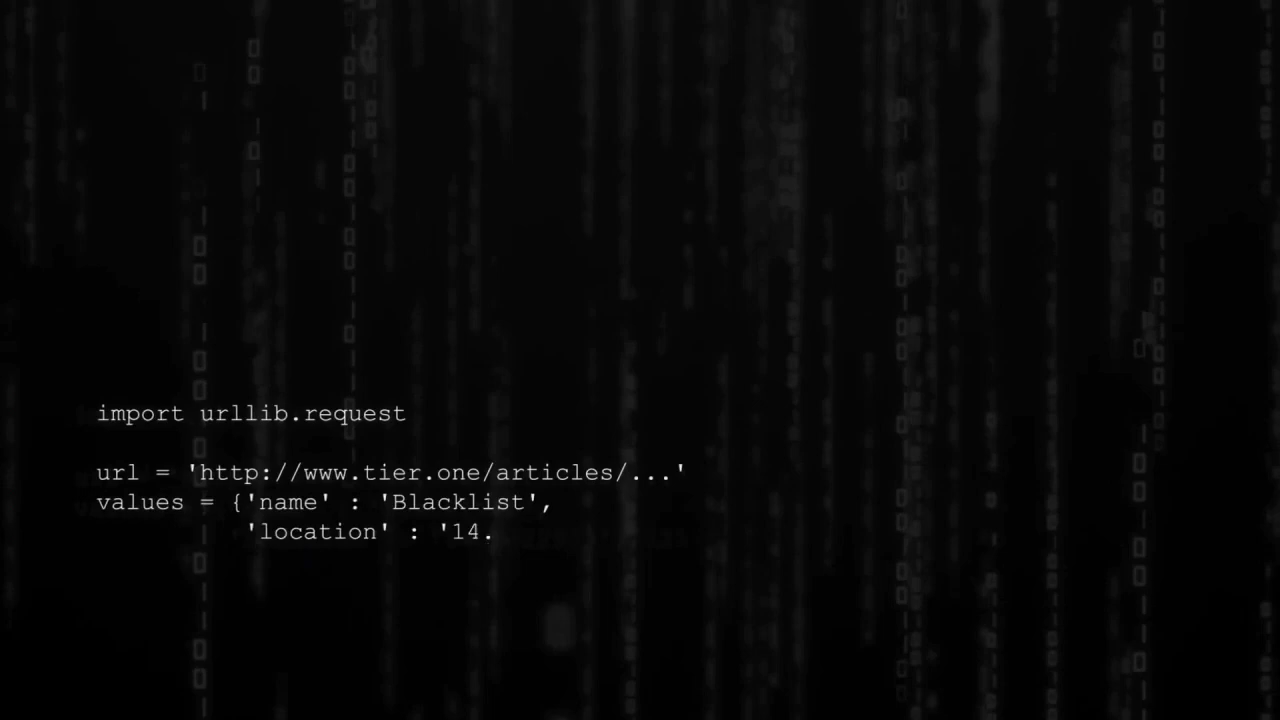 import urllib.request
url = 'http://www.tier.one/articles/...'
values = {'name' : 'Blacklist',
'location' : '14.